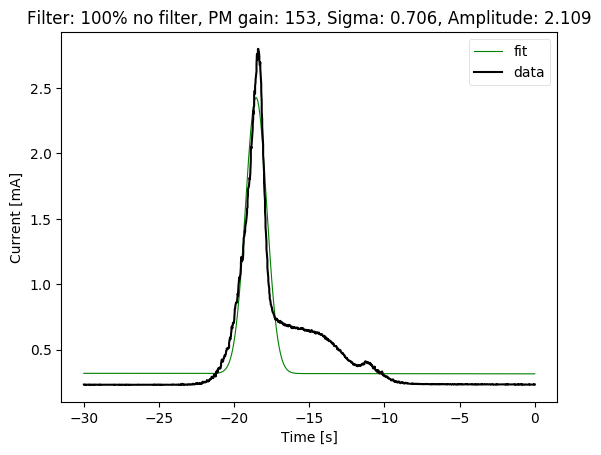 Filter: 100% no filter, PM gain: 153, Sigma: 0.706, Amplitude: 2.109
fit
data
2.5
2.0
1.5
1.0
0.5
Current [mA]
−30
−25
−20
−15
−10
−5
0
Time [s]